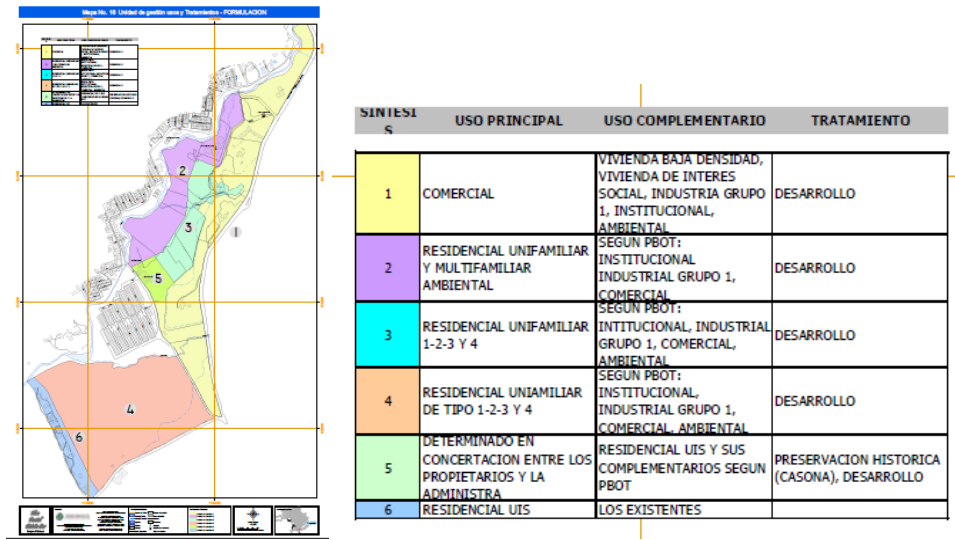 Mapa No. 16 Unidad de gestión usos y Tratamientos - FORMULACION
2
3
1
5
4
6
SINTESI
S
USO PRINCIPAL
USO COMPLEMENTARIO
TRATAMIENTO
1
COMERCIAL
VIVIENDA BAJA DENSIDAD,
VIVIENDA DE INTERES
SOCIAL, INDUSTRIA GRUPO
1, INSTITUCIONAL,
AMBIENTAL
DESARROLLO
2
RESIDENCIAL UNIFAMILIAR
Y MULTIFAMILIAR
AMBIENTAL
SEGUN PBOT:
INSTITUCIONAL
INDUSTRIAL GRUPO 1,
COMERCIAL
DESARROLLO
3
RESIDENCIAL UNIFAMILIAR
1-2-3 Y 4
SEGUN PBOT:
INTITUCIONAL, INDUSTRIAL
GRUPO 1, COMERCIAL,
AMBIENTAL
DESARROLLO
4
RESIDENCIAL UNIAMILIAR
DE TIPO 1-2-3 Y 4
SEGUN PBOT:
INSTITUCIONAL,
INDUSTRIAL GRUPO 1,
COMERCIAL, AMBIENTAL
DESARROLLO
5
DETERMINADO EN
CONCERTACION ENTRE LOS
PROPIETARIOS Y LA
ADMINISTRA
RESIDENCIAL UIS Y SUS
COMPLEMENTARIOS SEGUN
PBOT
PRESERVACION HISTORICA
(CASONA), DESARROLLO
6
RESIDENCIAL UIS
LOS EXISTENTES